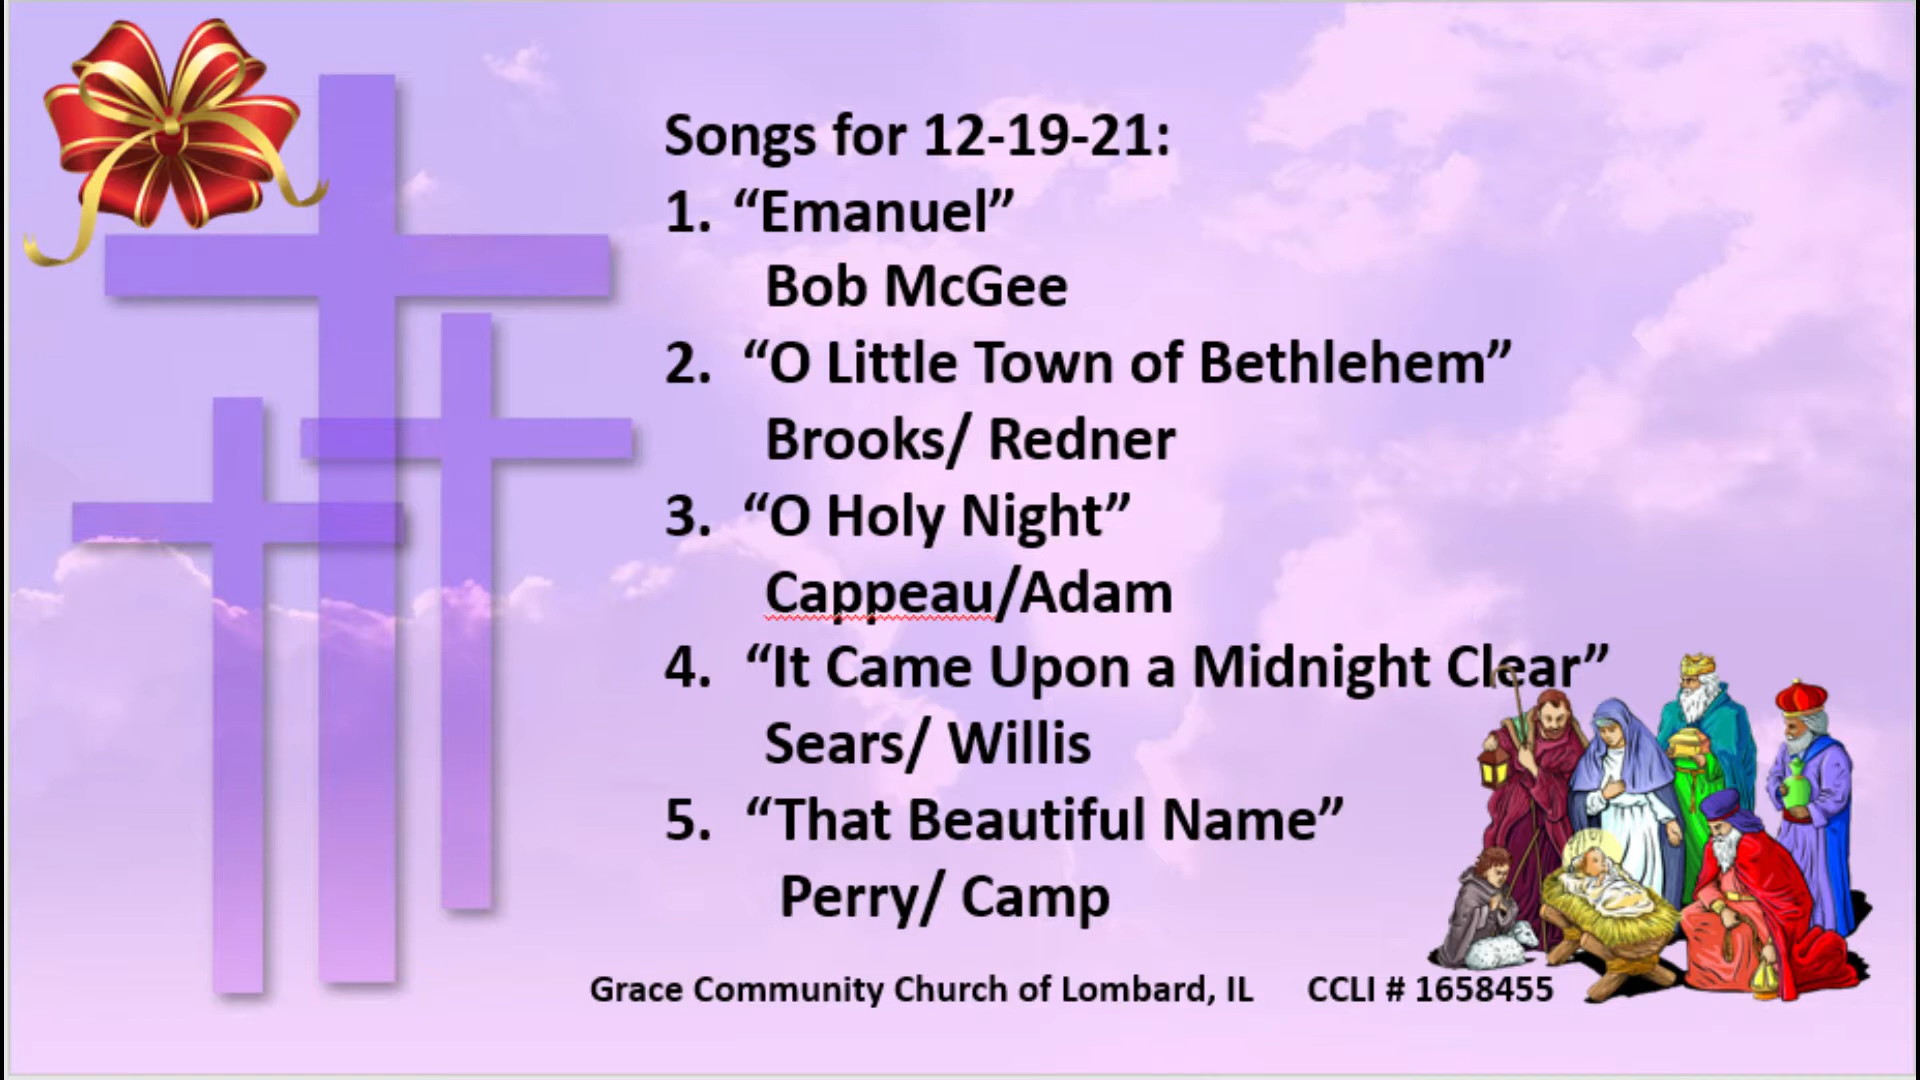 Songs for 12-19-21:
1. “Emanuel”
Bob McGee
2. “O Little Town of Bethlehem”
Brooks/ Redner
3. “O Holy Night”
Cappeau/Adam
4. “It Came Upon a Midnight Clear”
Sears/ Willis
5. “That Beautiful Name”
Perry/ Camp
Grace Community Church of Lombard, IL CCLI # 1658455